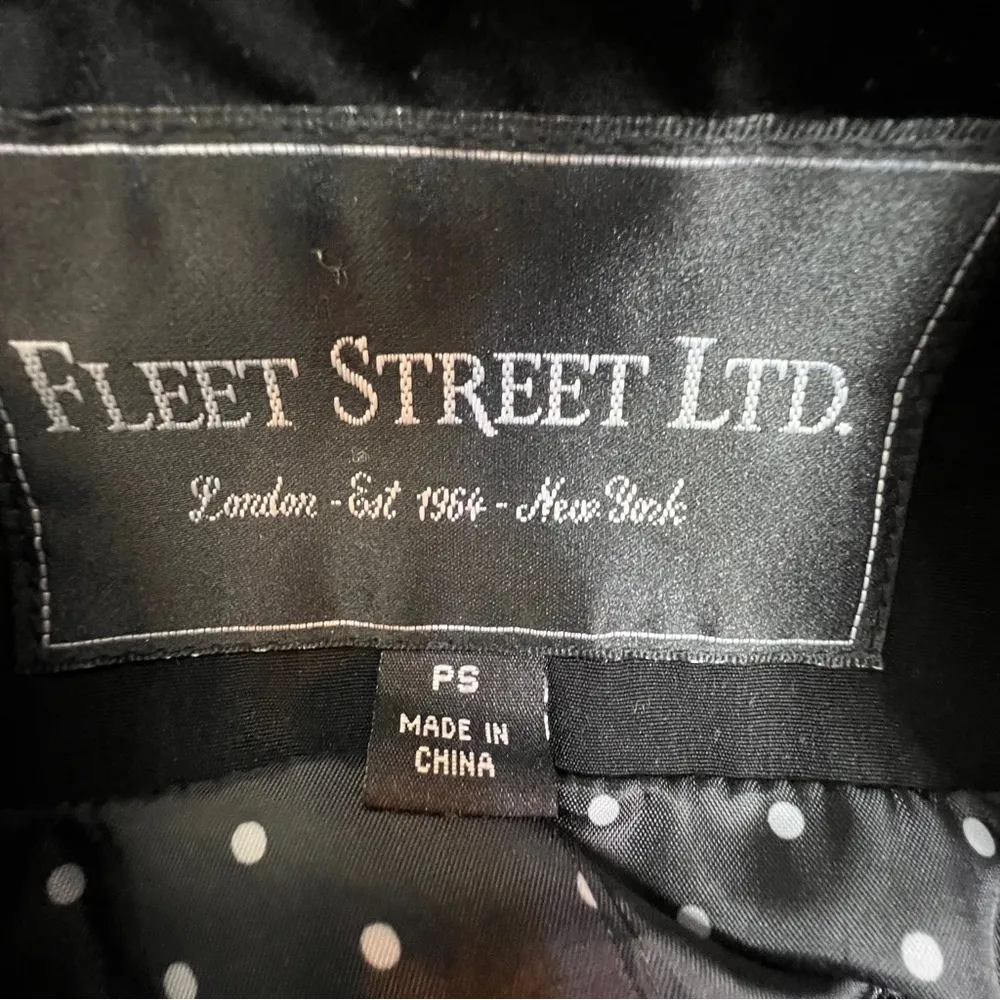 FLEET STREET LTD.
London - Est 1964 - New York
PS
MADE IN
CHINA